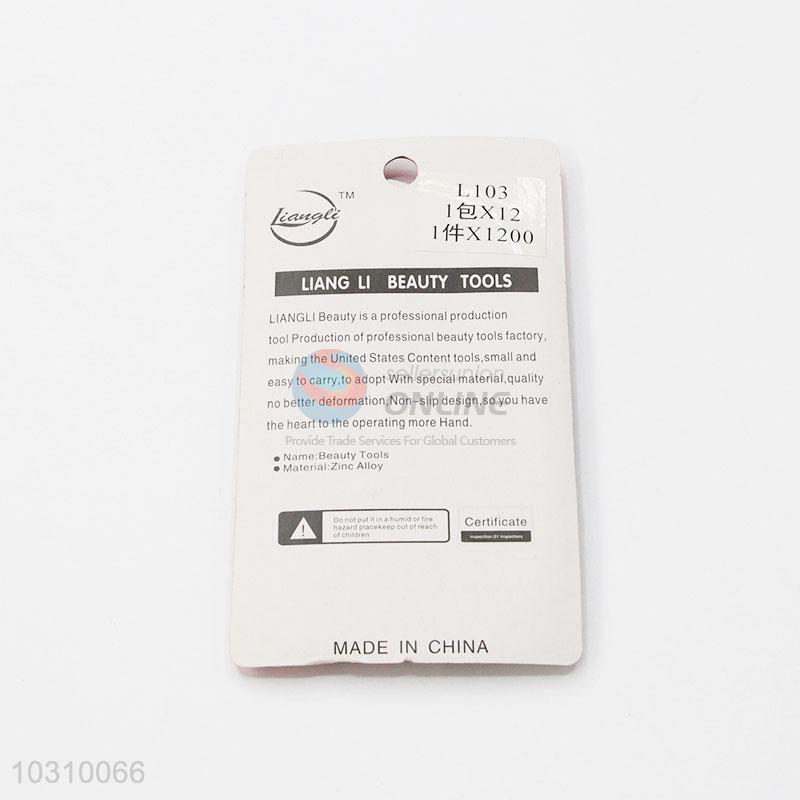 Liangli TM
L103
1包X12
1件X1200
LIANG LI BEAUTY TOOLS
LIANGLI Beauty is a professional production
tool Production of professional beauty tools factory,
making the United States Content tools,small and
easy to carry,to adopt With special material,quality
no better deformation,Non-slip design,so you have
the heart to the operating more Hand.
sellersunion
ONLINE
Provide Trade Services For Global Customers
● Name:Beauty Tools
● Material:Zinc Alloy
Do not put it in a humid or fire
hazard placekeep out of reach
of children
Certificate
Inspection:01 inspectors
MADE IN CHINA
10310066